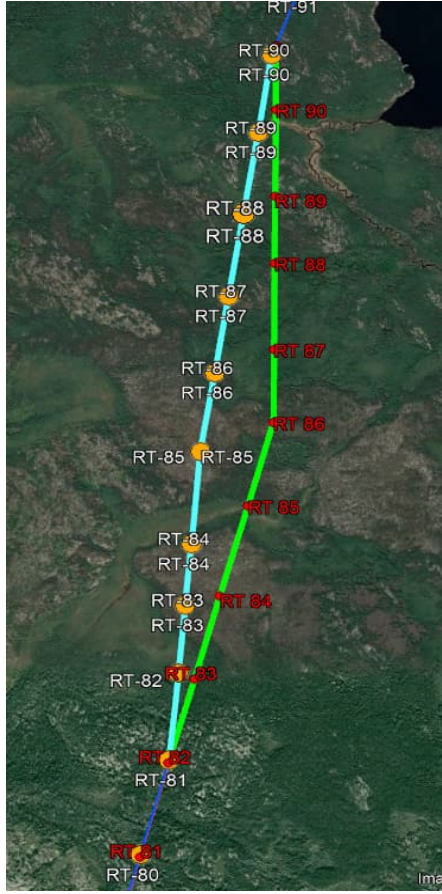 RT-91
RT-90
RT-90
RT 90
RT-89
RT-89
RT 89
RT-88
RT-88
RT 88
RT-87
RT-87
RT 87
RT-86
RT-86
RT 86
RT-85
RT-85
RT 85
RT-84
RT-84
RT 84
RT-83
RT-83
RT 83
RT-82
RT 82
RT-81
RT 81
RT-80
Ima